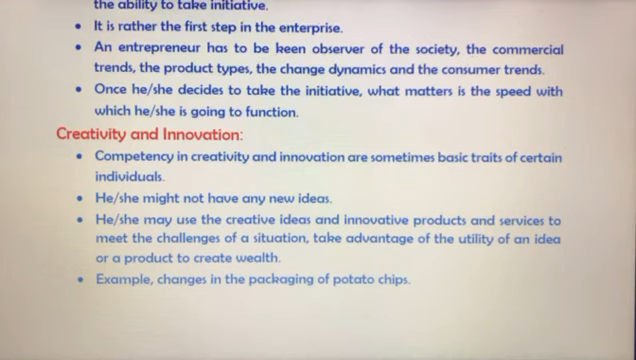 the ability to take initiative.
• It is rather the first step in the enterprise.
• An entrepreneur has to be keen observer of the society, the commercial
trends, the product types, the change dynamics and the consumer trends.
• Once he/she decides to take the initiative, what matters is the speed with
which he/she is going to function.
Creativity and Innovation:
• Competency in creativity and innovation are sometimes basic traits of certain
individuals.
• He/she might not have any new ideas.
• He/she may use the creative ideas and innovative products and services to
meet the challenges of a situation, take advantage of the utility of an idea
or a product to create wealth.
• Example, changes in the packaging of potato chips.